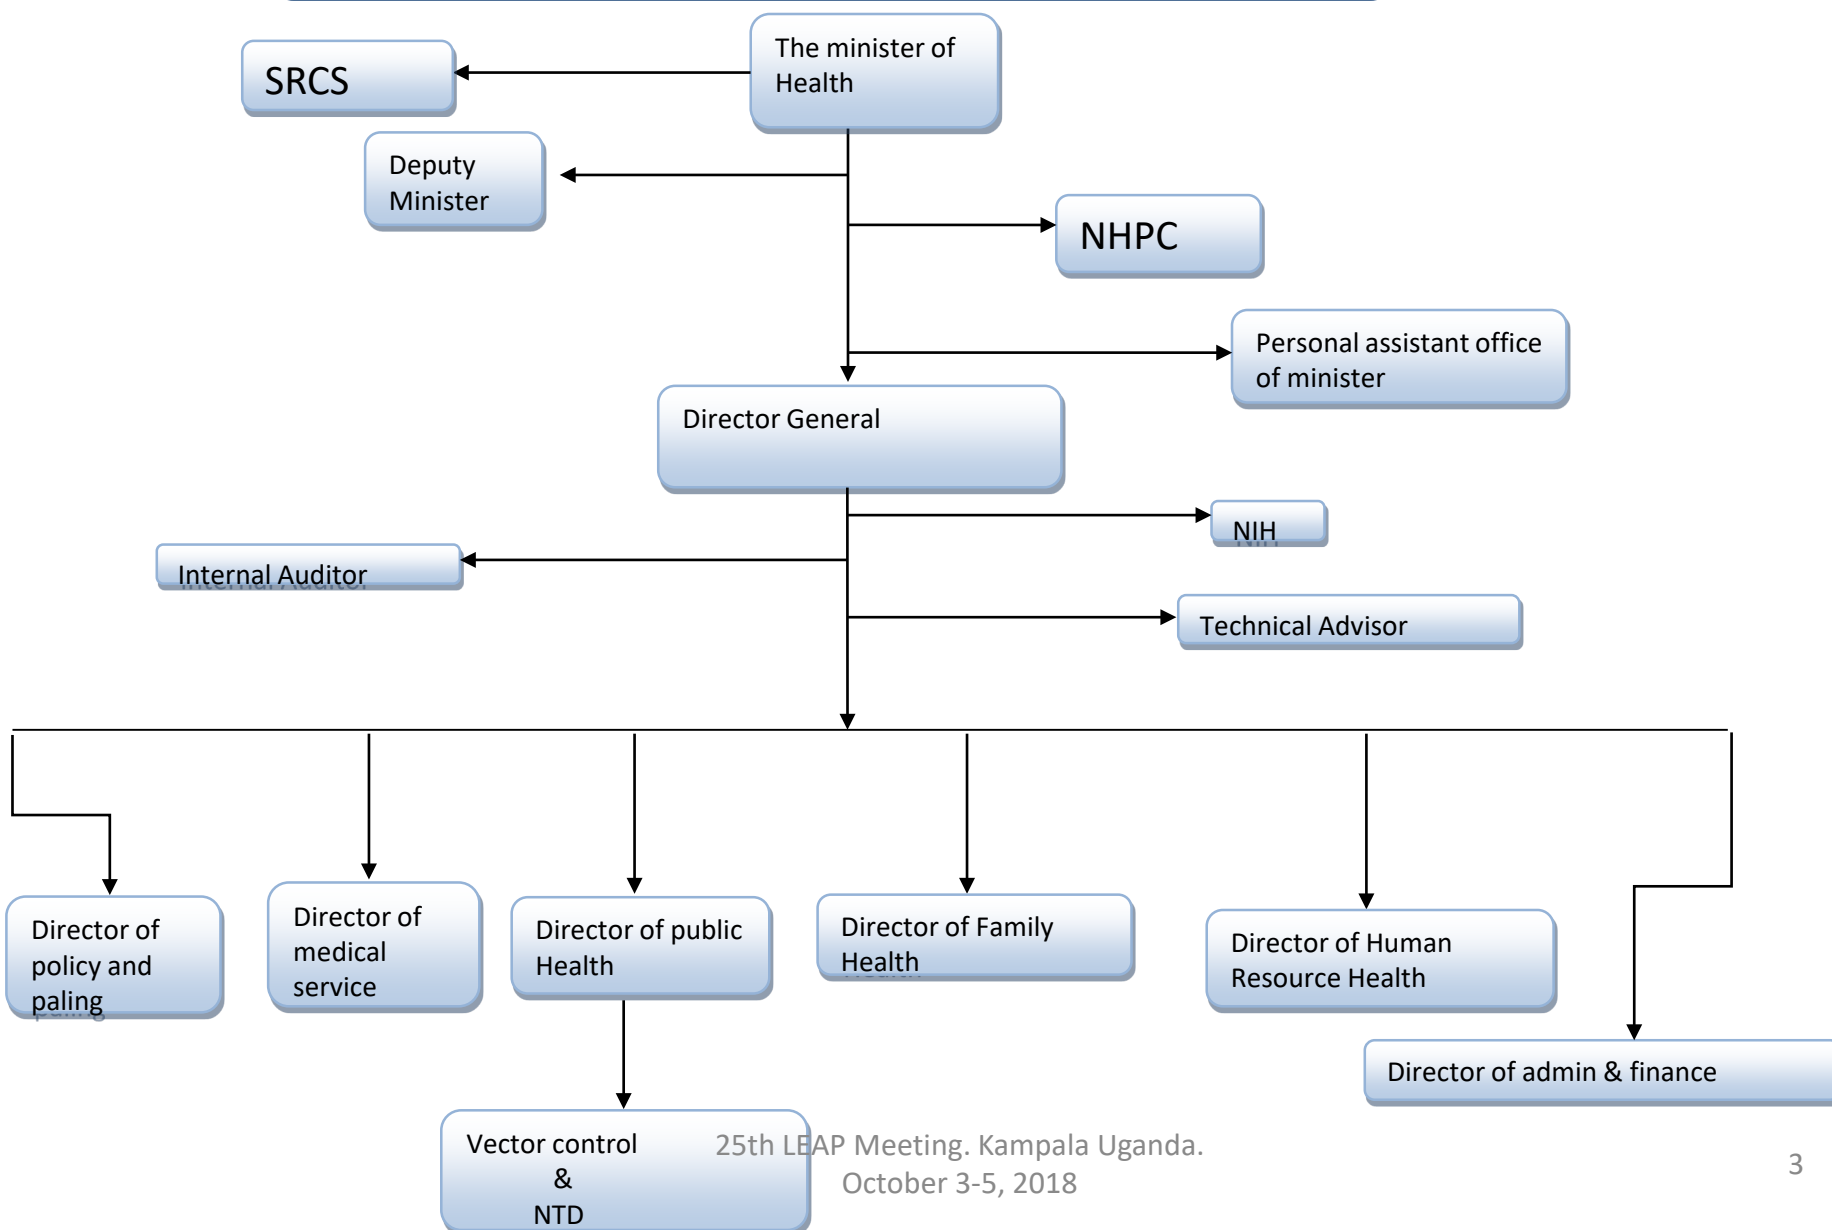 The minister of
Health
SRCS
Deputy
Minister
NHPC
Personal assistant office
of minister
Director General
NIH
Internal Auditor
Technical Advisor
Director of
policy and
paling
Director of
medical
service
Director of public
Health
Director of Family
Health
Director of Human
Resource Health
Director of admin & finance
Vector control
&
NTD
25th LEAP Meeting. Kampala Uganda.
October 3-5, 2018
3